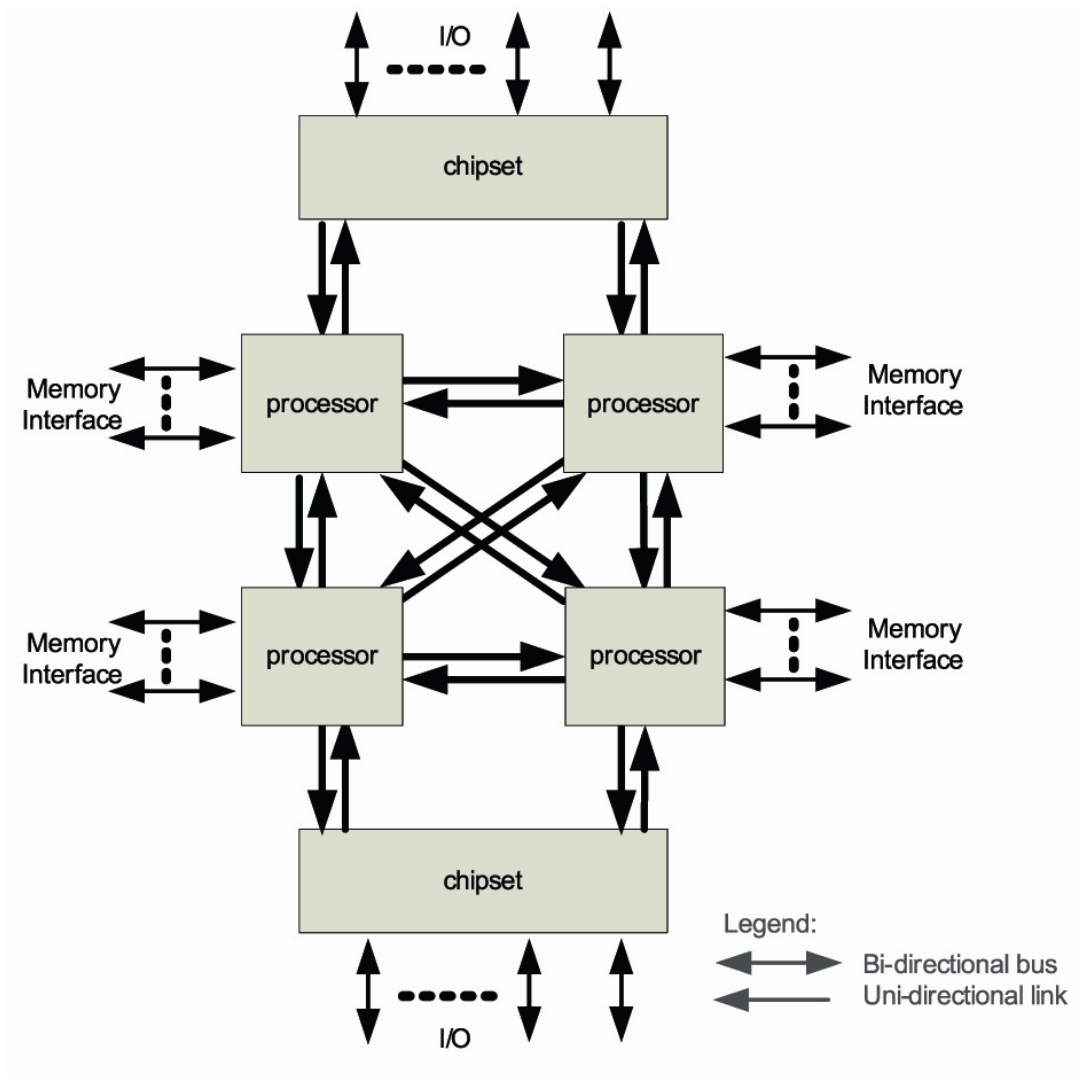 I/O
chipset
Memory
Interface
processor
processor
Memory
Interface
Memory
Interface
processor
processor
Memory
Interface
chipset
Legend:
Bi-directional bus
Uni-directional link
I/O